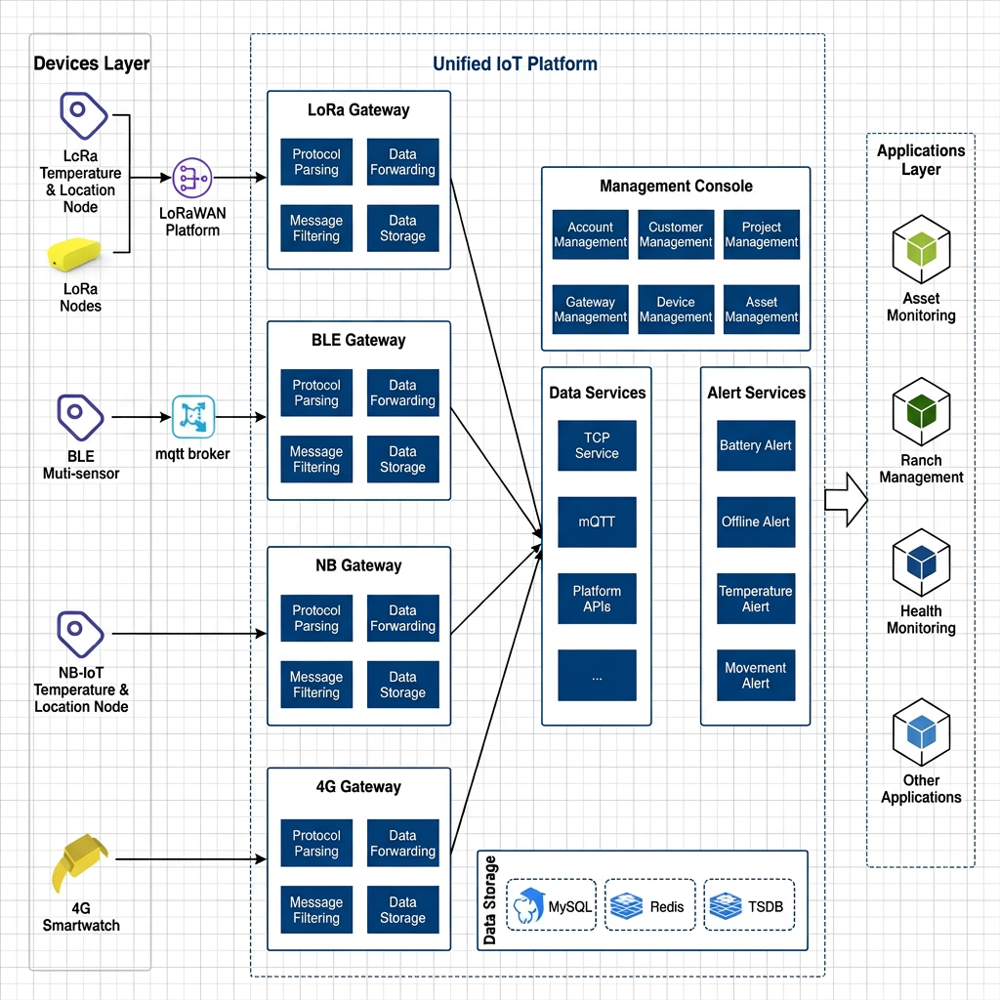 Devices Layer
LcRa
Temperature
& Location
Node
LoRa
Nodes
LoRaWAN
Platform
BLE
Muti-sensor
mqtt broker
NB-IoT
Temperature &
Location Node
4G
Smartwatch
Unified IoT Platform
LoRa Gateway
Protocol
Parsing
Data
Forwarding
Message
Filtering
Data
Storage
BLE Gateway
Protocol
Parsing
Data
Forwarding
Message
Filtering
Data
Storage
NB Gateway
Protocol
Parsing
Data
Forwarding
Message
Filtering
Data
Storage
4G Gateway
Protocol
Parsing
Data
Forwarding
Message
Filtering
Data
Storage
Management Console
Account
Management
Customer
Management
Project
Management
Gateway
Management
Device
Management
Asset
Management
Data Services
TCP
Service
mQTT
Platform
APIs
...
Alert Services
Battery Alert
Offline Alert
Temperature
Alert
Movement
Alert
Data Storage
MySQL
Redis
TSDB
Applications
Layer
Asset
Monitoring
Ranch
Management
Health
Monitoring
Other
Applications